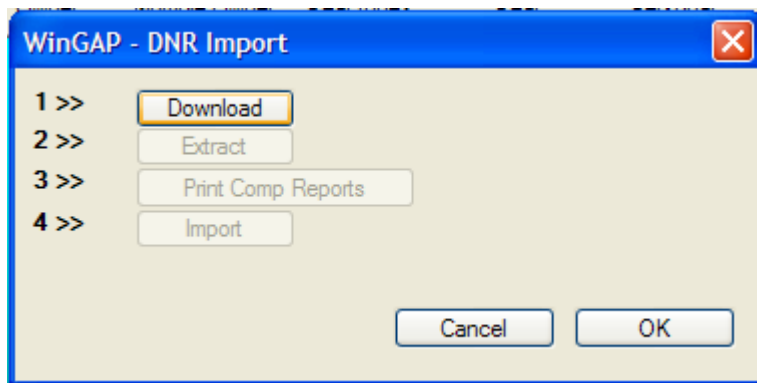 WinGAP - DNR Import
1 >> Download
2 >> Extract
3 >> Print Comp Reports
4 >> Import
Cancel OK